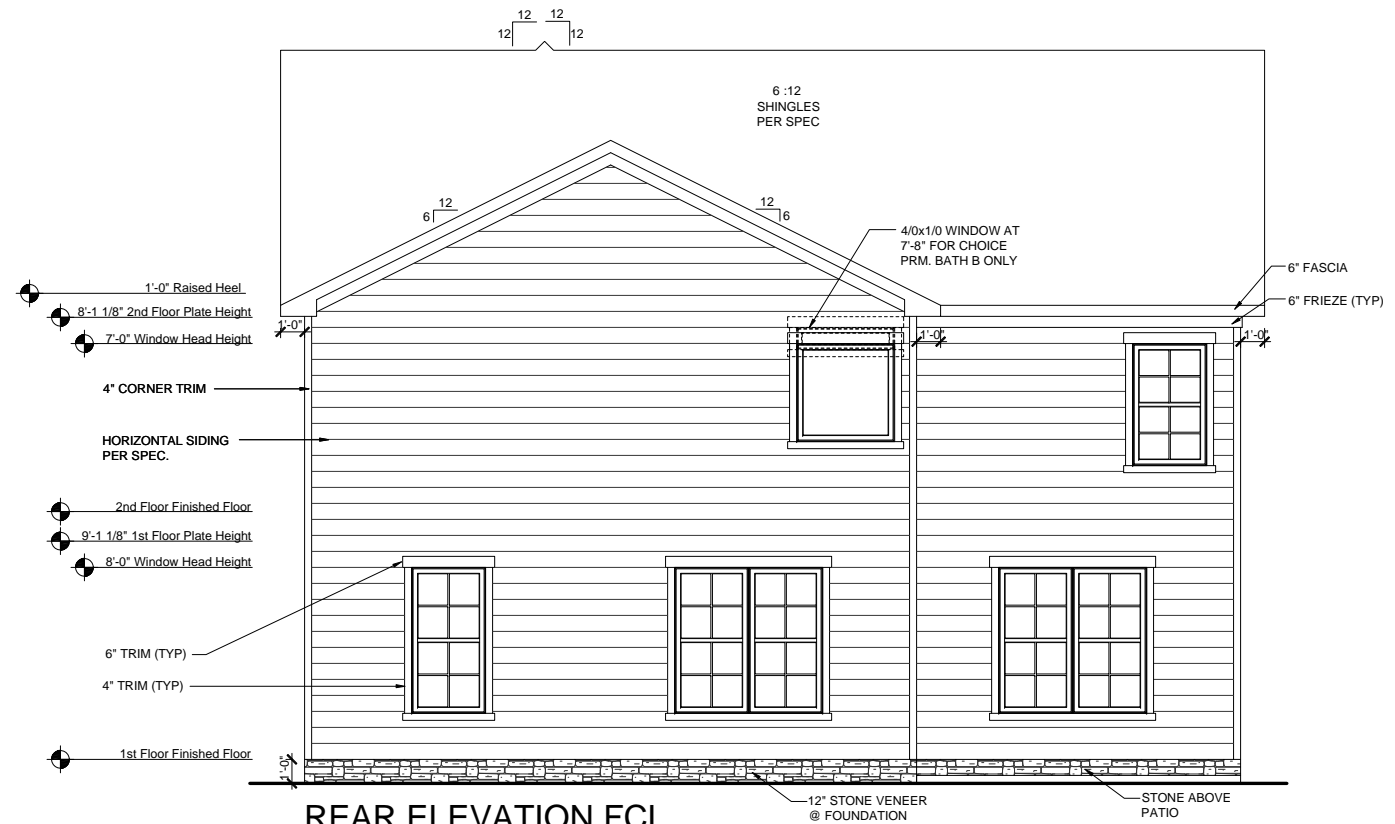 12 12
12 12
6 :12
SHINGLES
PER SPEC
12
6
12
6
4/0x1/0 WINDOW AT
7'-8" FOR CHOICE
PRM. BATH B ONLY
6" FASCIA
6" FRIEZE (TYP)
1'-0" Raised Heel
8'-1 1/8" 2nd Floor Plate Height
7'-0" Window Head Height
1'-0"
1'-0"
1'-0"
4" CORNER TRIM
HORIZONTAL SIDING
PER SPEC.
2nd Floor Finished Floor
9'-1 1/8" 1st Floor Plate Height
8'-0" Window Head Height
6" TRIM (TYP)
4" TRIM (TYP)
1st Floor Finished Floor
1'-0"
12" STONE VENEER
@ FOUNDATION
STONE ABOVE
PATIO
REAR ELEVATION ECL